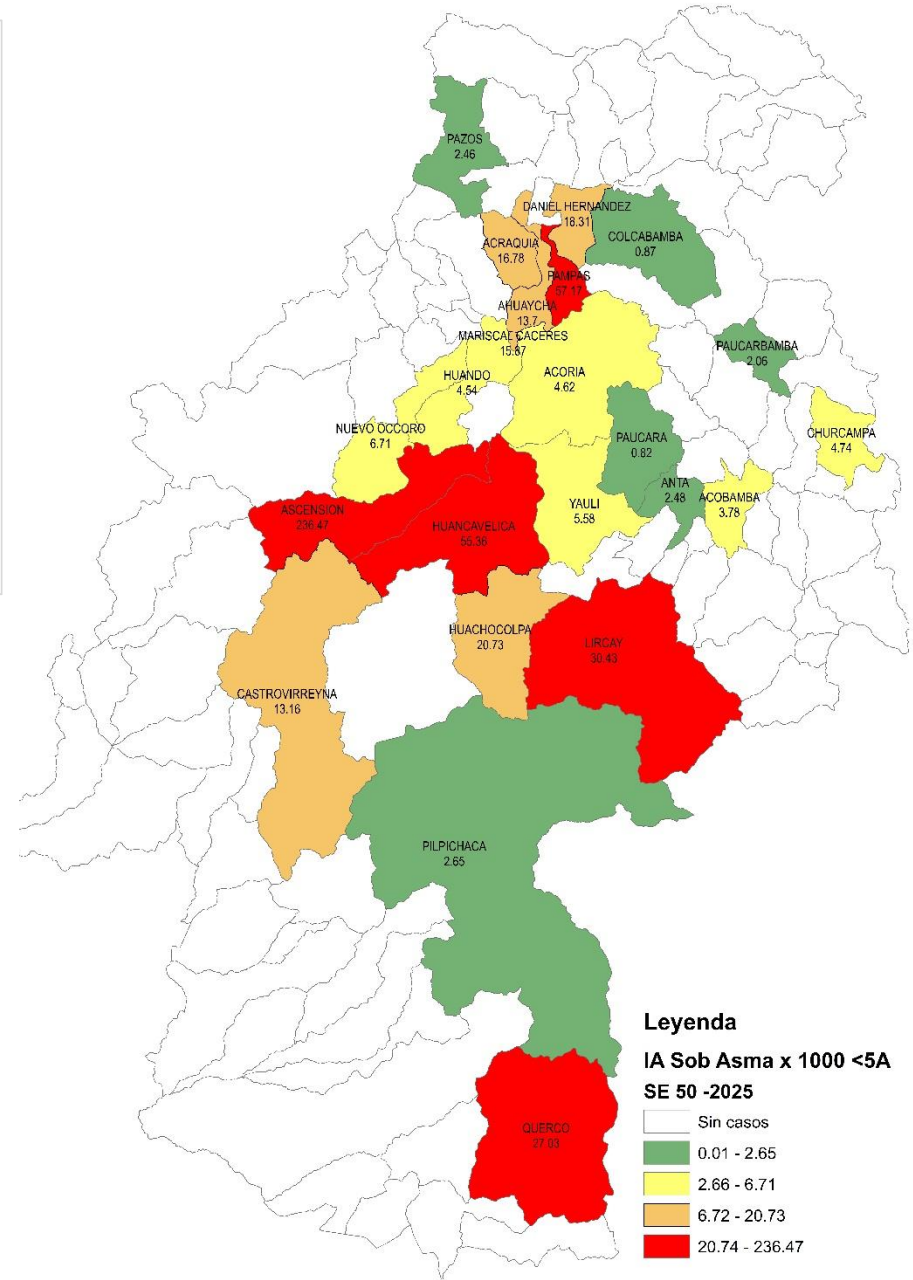 PAZOS
2.46
DANIEL HERNANDEZ
18.31
COLCABAMBA
0.87
ACRAQUIA
16.78
PAMPAS
57.17
AHUAYCHA
13.7
MARISCAL CACERES
15.87
PAUCARBAMBA
2.06
HUANDO
4.54
ACORIA
4.62
NUEVO OCCORO
6.71
PAUCARA
0.82
CHURCAMPA
4.74
ANTA
2.48
ACOBAMBA
3.78
YAULI
5.58
ASCENSION
236.47
HUANCAVELICA
55.36
HUACHOCOLPA
20.73
LIRCAY
30.43
CASTROVIRREYNA
13.16
PILPICHACA
2.65
QUERCO
27.03
Leyenda
IA Sob Asma x 1000 <5A
SE 50 -2025
Sin casos
0.01 - 2.65
2.66 - 6.71
6.72 - 20.73
20.74 - 236.47